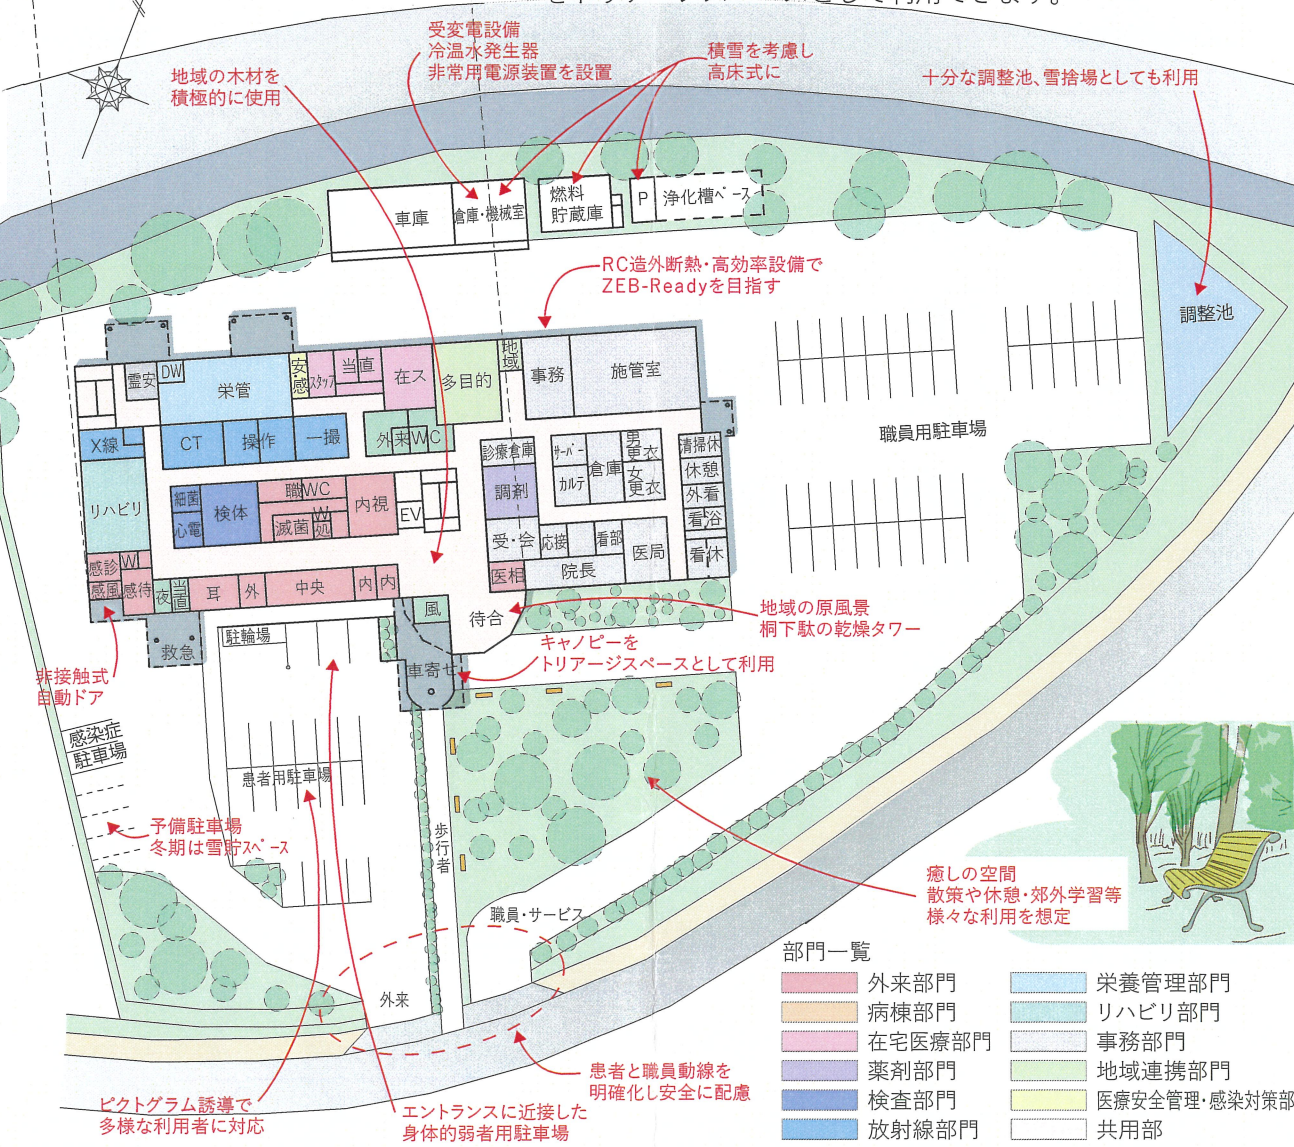 受変電設備
冷温水発生器
非常用電源装置を設置
積雪を考慮し
高床式に
地域の木材を
積極的に使用
十分な調整池、雪捨場としても利用
車庫
倉庫・機械室
燃料
貯蔵庫
P
浄化槽ペース
RC造外断熱・高効率設備で
ZEB-Readyを目指す
調整池
霊安
DW
栄管
安・感
スタッフ
当直
在ス
多目的
地域
事務
施管室
X線
CT
操作
一撮
外来WC
診療倉庫
サーバー
カルテ
倉庫
男
更衣
女
更衣
清掃休
休憩
外看
看浴
看休
職員用駐車場
リハビリ
細菌
心電
検体
職WC
滅菌
W
処
内視
EV
調剤
受・会
応接
看部
医局
医相
院長
感診
W
感風
感待
夜
当直
耳
外
中央
内
内
風
待合
地域の原風景
桐下駄の乾燥タワー
駐輪場
救急
キャノピーを
トリアージスペースとして利用
車寄せ
非接触式
自動ドア
感染症
駐車場
患者用駐車場
予備駐車場
冬期は雪貯スペース
歩行者
癒しの空間
散策や休憩・郊外学習等
様々な利用を想定
職員・サービス
外来
患者と職員動線を
明確化し安全に配慮
ピクトグラム誘導で
多様な利用者に対応
エントランスに近接した
身体的弱者用駐車場
部門一覧
外来部門
病棟部門
在宅医療部門
薬剤部門
検査部門
放射線部門
栄養管理部門
リハビリ部門
事務部門
地域連携部門
医療安全管理・感染対策部
共用部